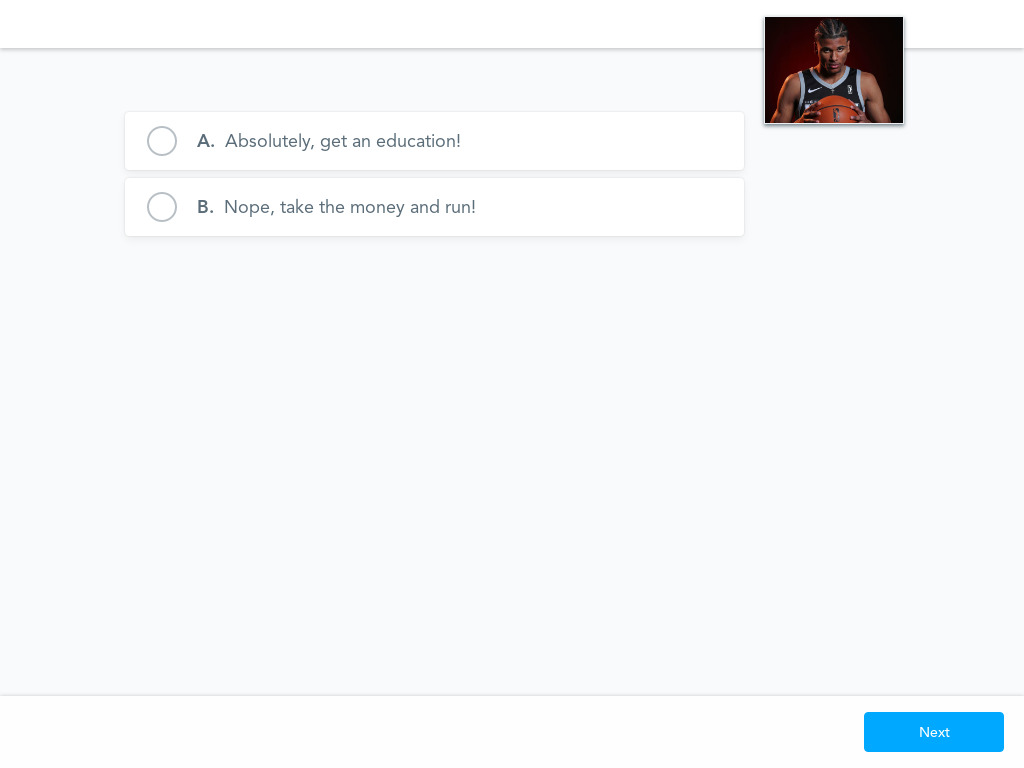 A. Absolutely, get an education!
B. Nope, take the money and run!
Next